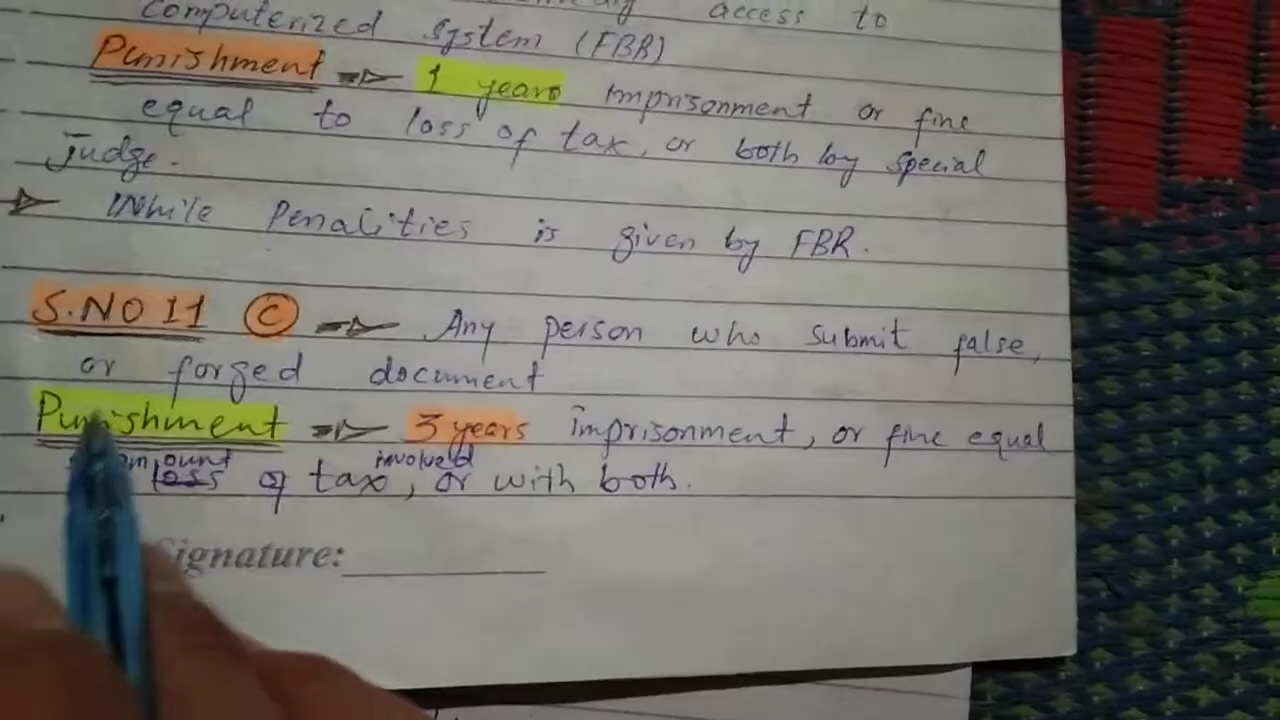 access to
Computerized system (FBR)
Punishment => 1 years imprisonment or fine
equal to loss of tax, or both by special
judge.
While Penalities is given by FBR.
S.NO 11 C => Any person who submit false,
or forged document
Punishment => 3 years imprisonment, or fine equal
amount involved
loss of tax, or with both.
Signature: